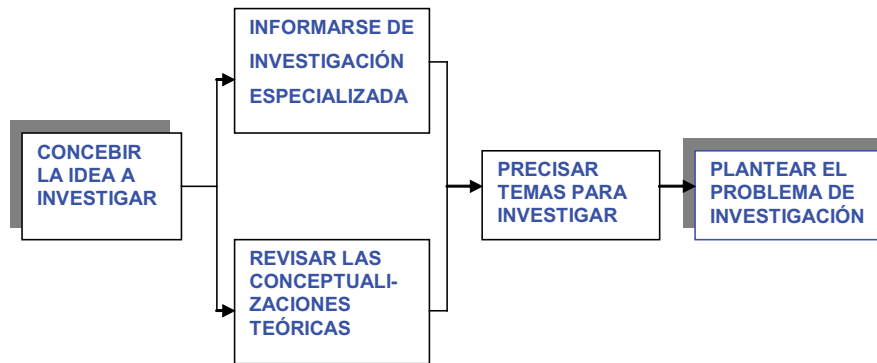 CONCEBIR
LA IDEA A
INVESTIGAR
INFORMARSE DE
INVESTIGACIÓN
ESPECIALIZADA
REVISAR LAS
CONCEPTUALI-
ZACIONES
TEÓRICAS
PRECISAR
TEMAS PARA
INVESTIGAR
PLANTEAR EL
PROBLEMA DE
INVESTIGACIÓN